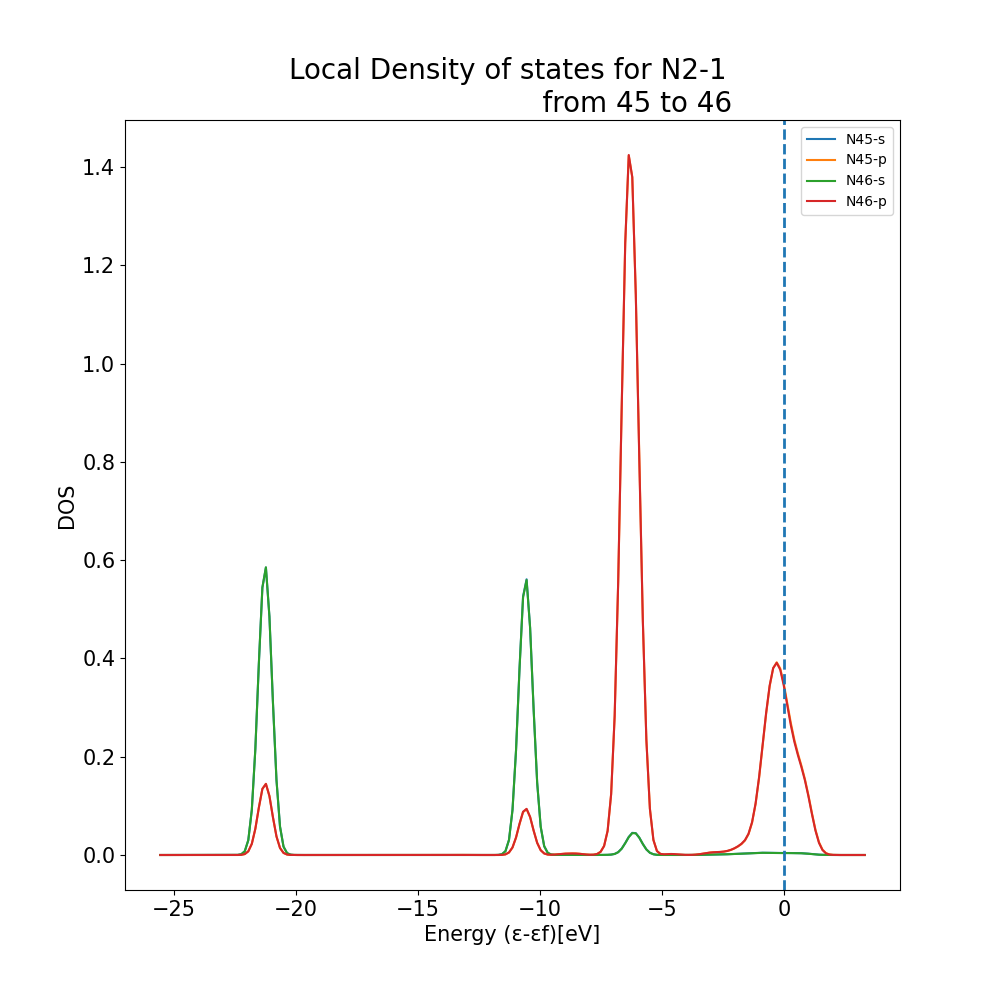 Local Density of states for N2-1
from 45 to 46
N45-s
N45-p
N46-s
N46-p
1.4
1.2
1.0
0.8
0.6
0.4
0.2
0.0
DOS
−25 −20 −15 −10 −5 0
Energy (ε-εf)[eV]